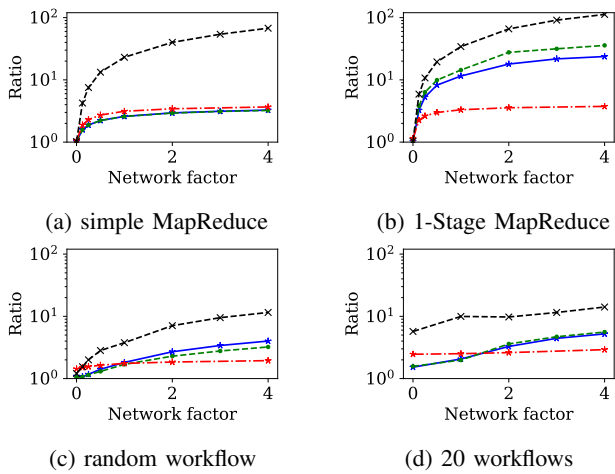 10² 10² 
Ratio 10¹ Ratio 10¹
10⁰ 10⁰
0 2 4 0 2 4
Network factor Network factor
(a) simple MapReduce (b) 1-Stage MapReduce
10² 10²
Ratio 10¹ Ratio 10¹
10⁰ 10⁰
0 2 4 0 2 4
Network factor Network factor
(c) random workflow (d) 20 workflows